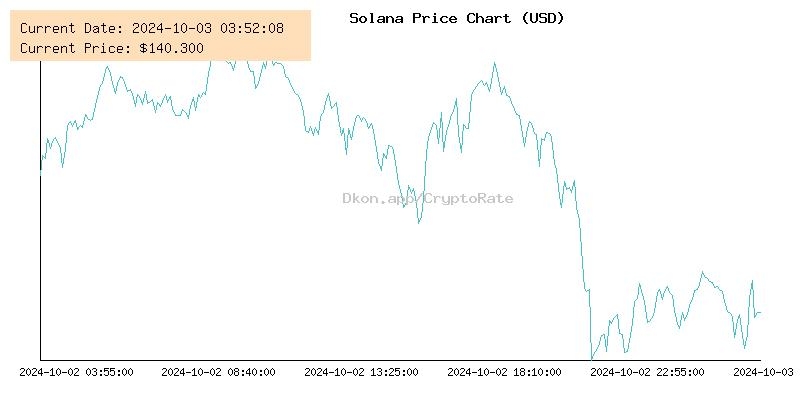 Solana Price Chart (USD)
Current Date: 2024-10-03 03:52:08
Current Price: $140.300
Dkon.app/CryptoRate
2024-10-02 03:55:00 2024-10-02 08:40:00 2024-10-02 13:25:00 2024-10-02 18:10:00 2024-10-02 22:55:00 2024-10-03